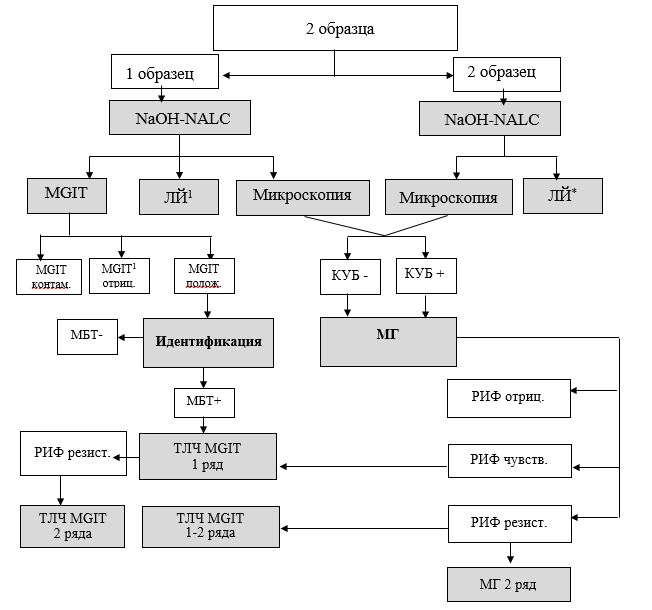 2 образца
1 образец
2 образец
NaOH-NALC
NaOH-NALC
MGIT
ЛЙ1
Микроскопия
Микроскопия
ЛЙ*
MGIT
контам.
MGIT1
отриц.
MGIT
полож.
КУБ -
КУБ +
МБТ-
Идентификация
МГ
МБТ+
РИФ отриц.
РИФ резист.
ТЛЧ MGIT
1 ряд
РИФ чувств.
ТЛЧ MGIT
2 ряда
ТЛЧ MGIT
1-2 ряда
РИФ резист.
МГ 2 ряд